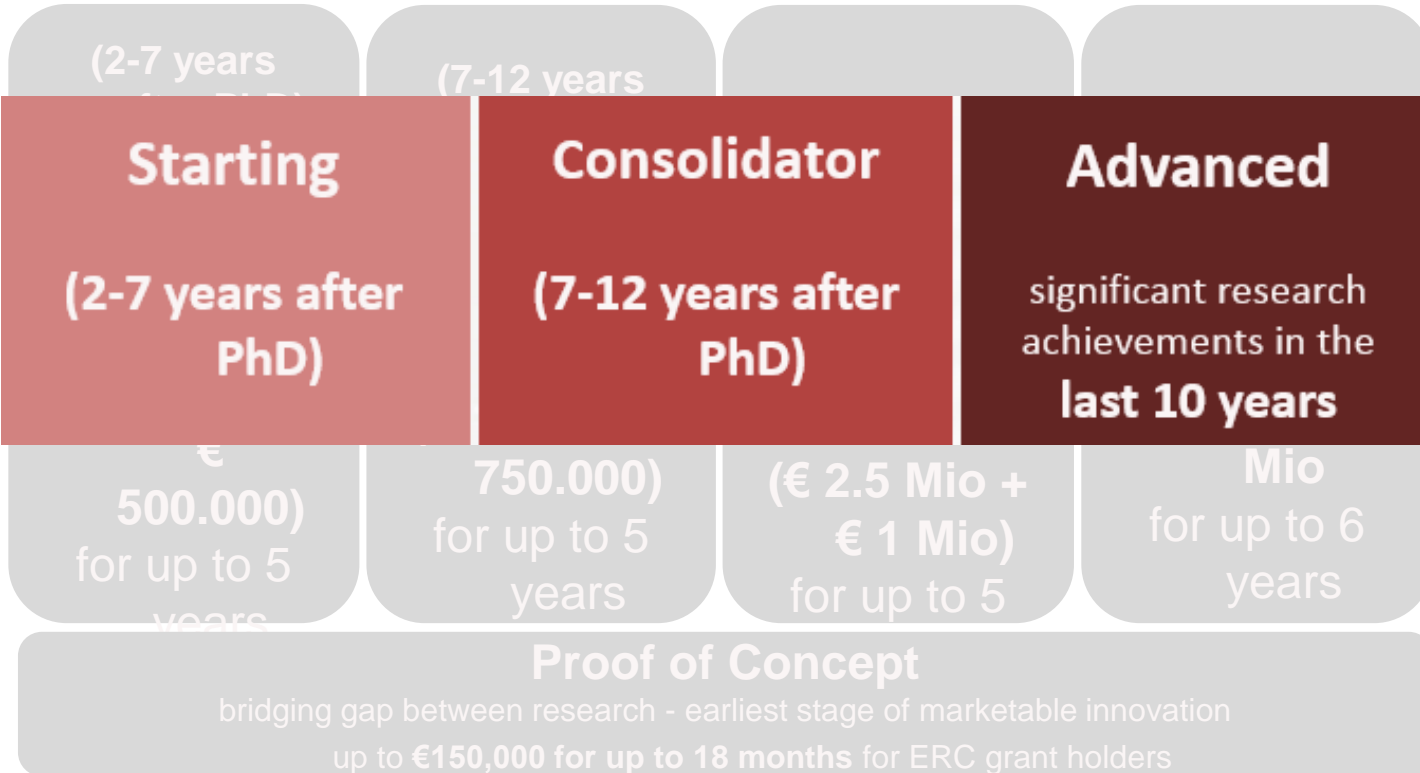 (2-7 years
after PhD)
(7-12 years
Starting
(2-7 years after
PhD)
Consolidator
(7-12 years after
PhD)
Advanced
significant research
achievements in the
last 10 years
€
500.000)
for up to 5
years
750.000)
for up to 5
years
(€ 2.5 Mio +
€ 1 Mio)
for up to 5
Mio
for up to 6
years
Proof of Concept
bridging gap between research - earliest stage of marketable innovation
up to €150,000 for up to 18 months for ERC grant holders